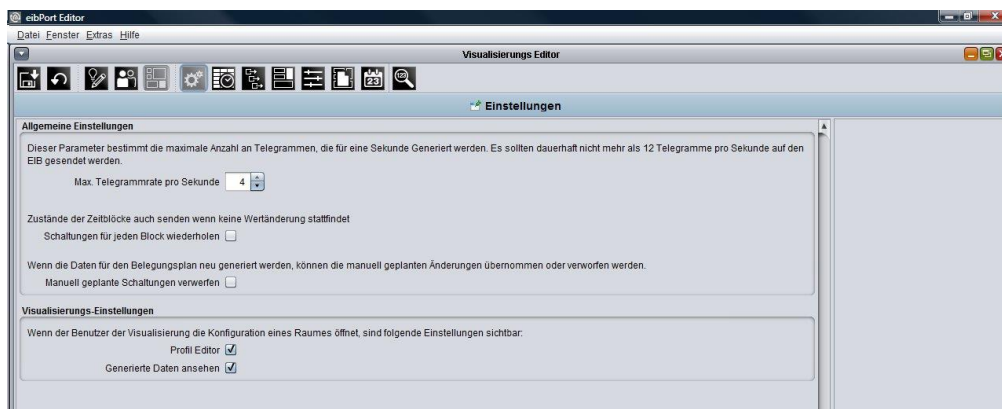 eibPort Editor
Datei Fenster Extras Hilfe
Visualisierungs Editor
23
123
Einstellungen
Allgemeine Einstellungen
Dieser Parameter bestimmt die maximale Anzahl an Telegrammen, die für eine Sekunde Generiert werden. Es sollten dauerhaft nicht mehr als 12 Telegramme pro Sekunde auf den
EIB gesendet werden.
Max. Telegrammrate pro Sekunde 4
Zustände der Zeitblöcke auch senden wenn keine Wertänderung stattfindet
Schaltungen für jeden Block wiederholen
Wenn die Daten für den Belegungsplan neu generiert werden, können die manuell geplanten Änderungen übernommen oder verworfen werden.
Manuell geplante Schaltungen verwerfen
Visualisierungs-Einstellungen
Wenn der Benutzer der Visualisierung die Konfiguration eines Raumes öffnet, sind folgende Einstellungen sichtbar:
Profil Editor
Generierte Daten ansehen